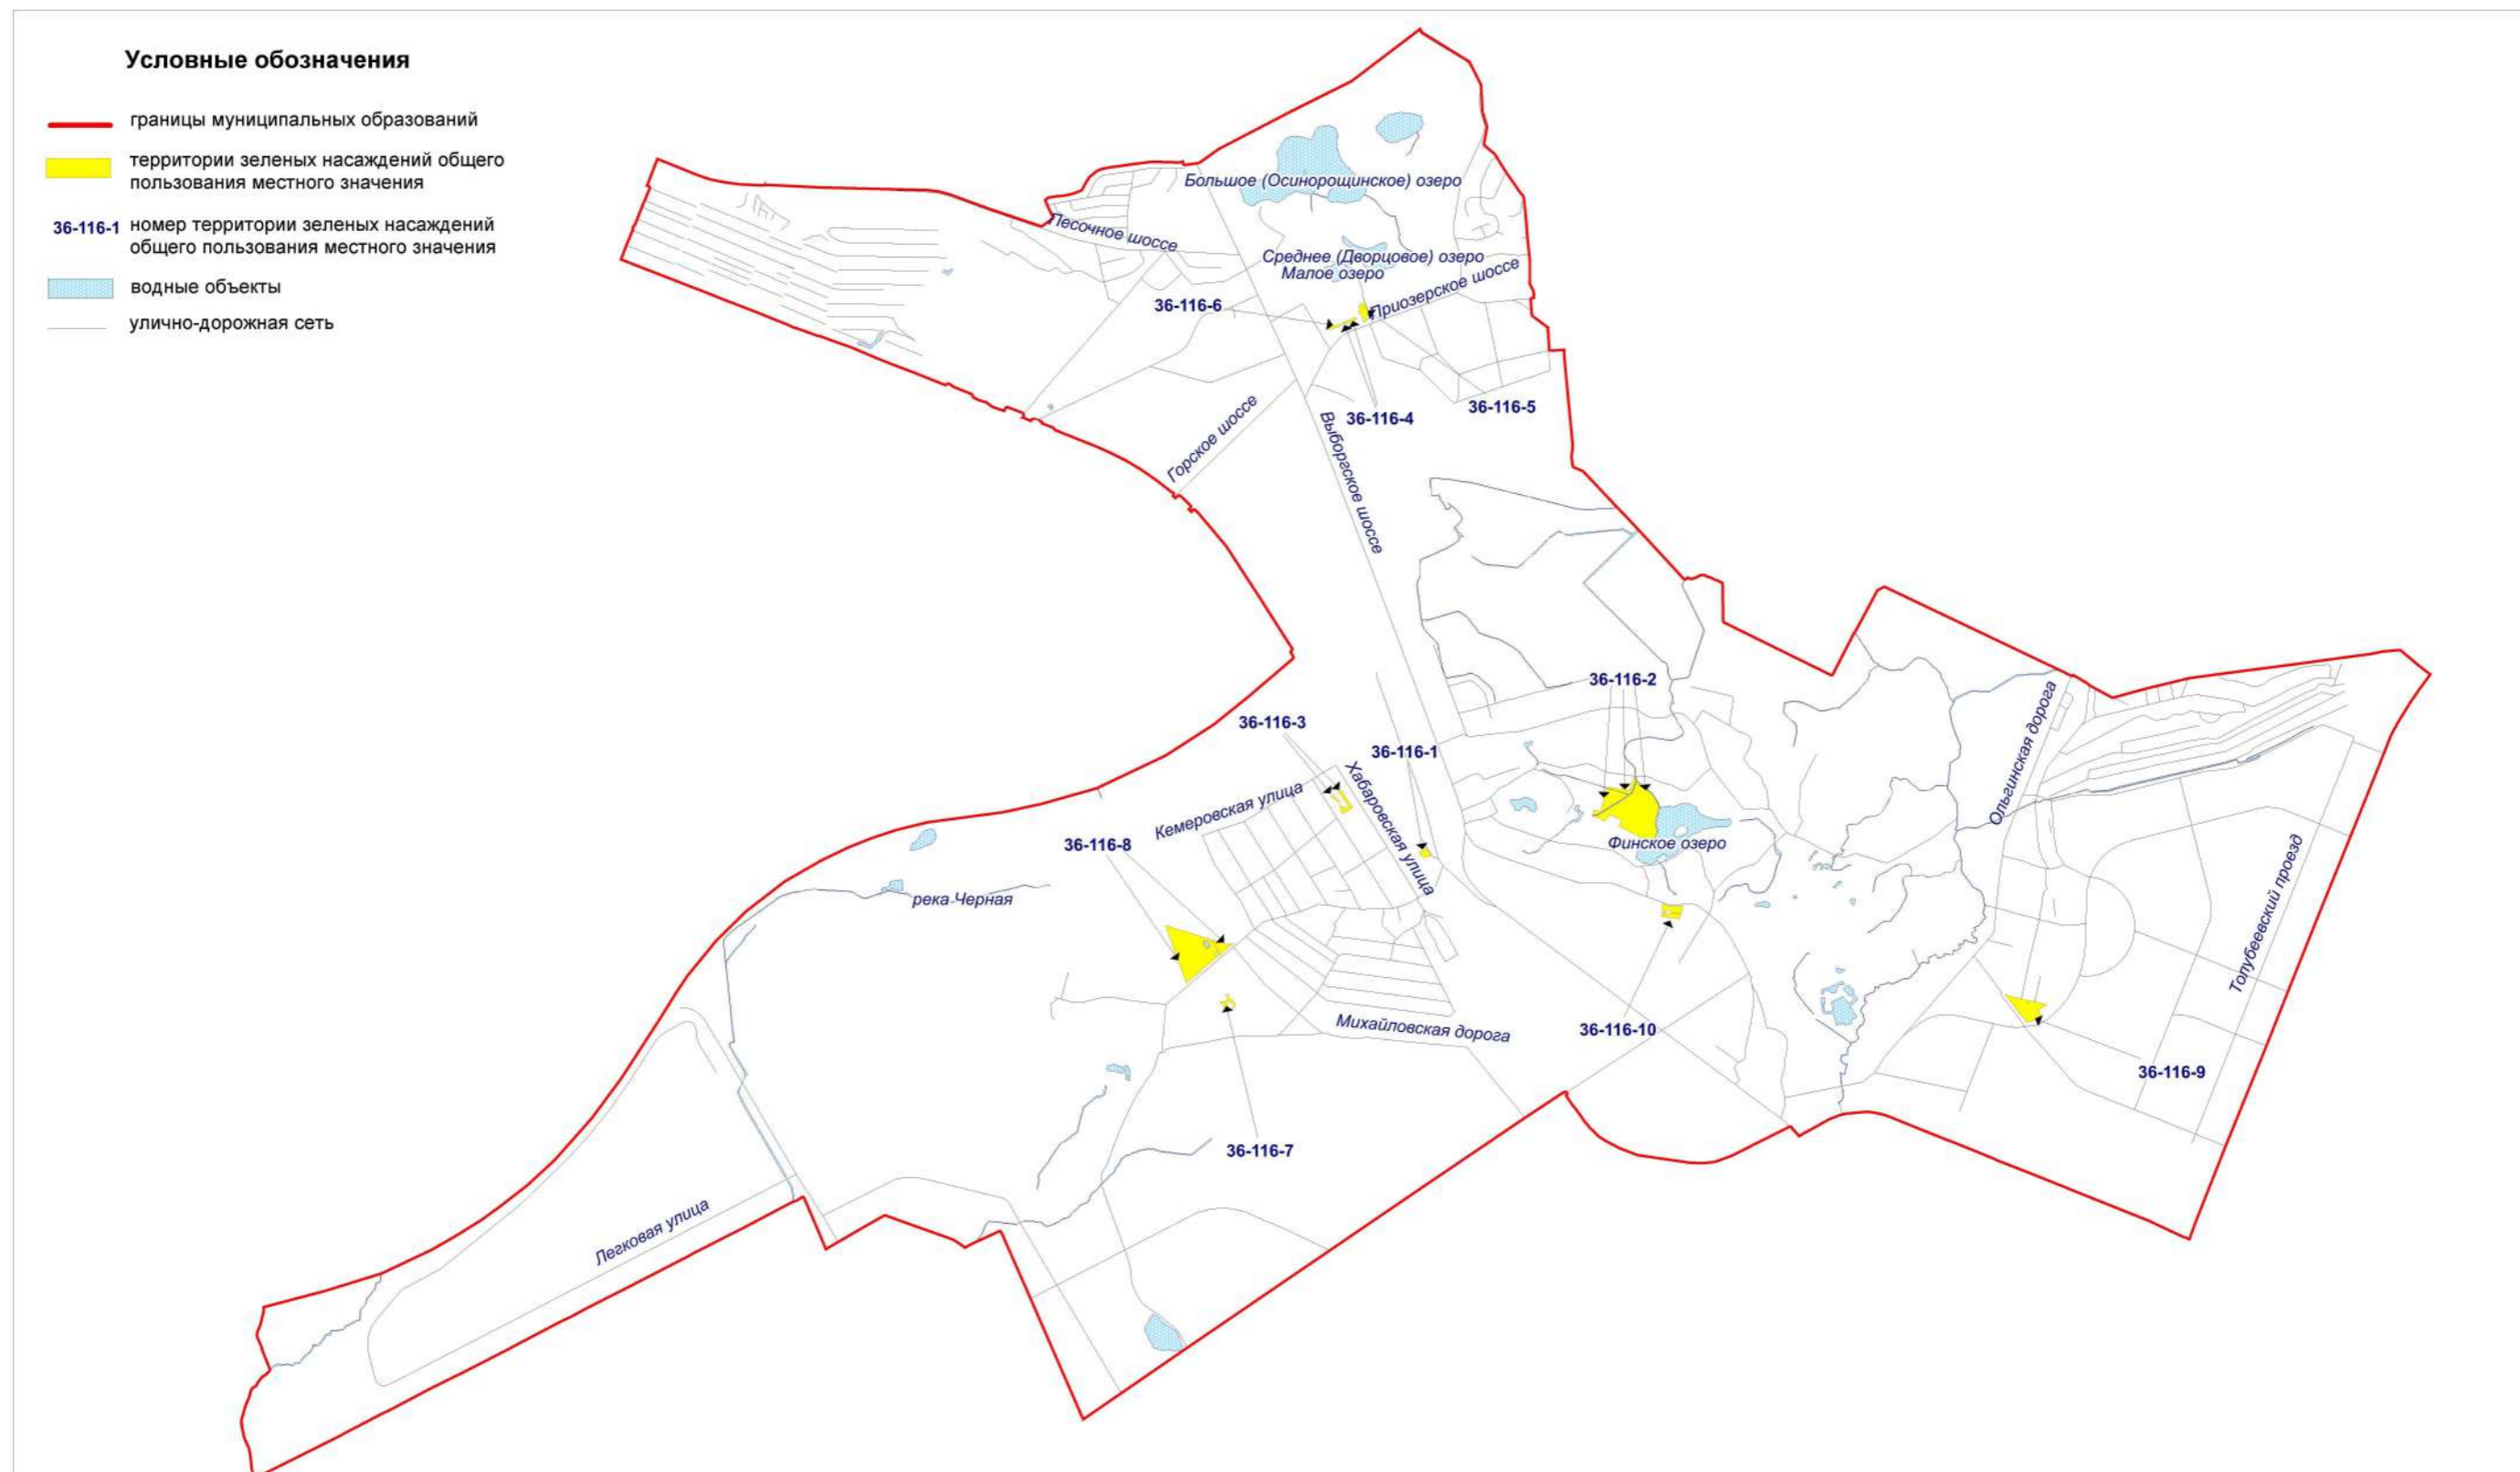 Условные обозначения
границы муниципальных образований
территории зеленых насаждений общего
пользования местного значения
36-116-1 номер территории зеленых насаждений
общего пользования местного значения
водные объекты
улично-дорожная сеть
Большое (Осинорощинское) озеро
Песочное шоссе
Среднее (Дворцовое) озеро
Малое озеро
Приозерское шоссе
36-116-6
36-116-4
36-116-5
Горское шоссе
Выборгское шоссе
36-116-2
36-116-3
36-116-1
Ольгинская дорога
Кемеровская улица
Хабаровская улица
36-116-8
Финское озеро
река Черная
Толубеевский проезд
Михайловская дорога
36-116-10
36-116-9
36-116-7
Легковая улица